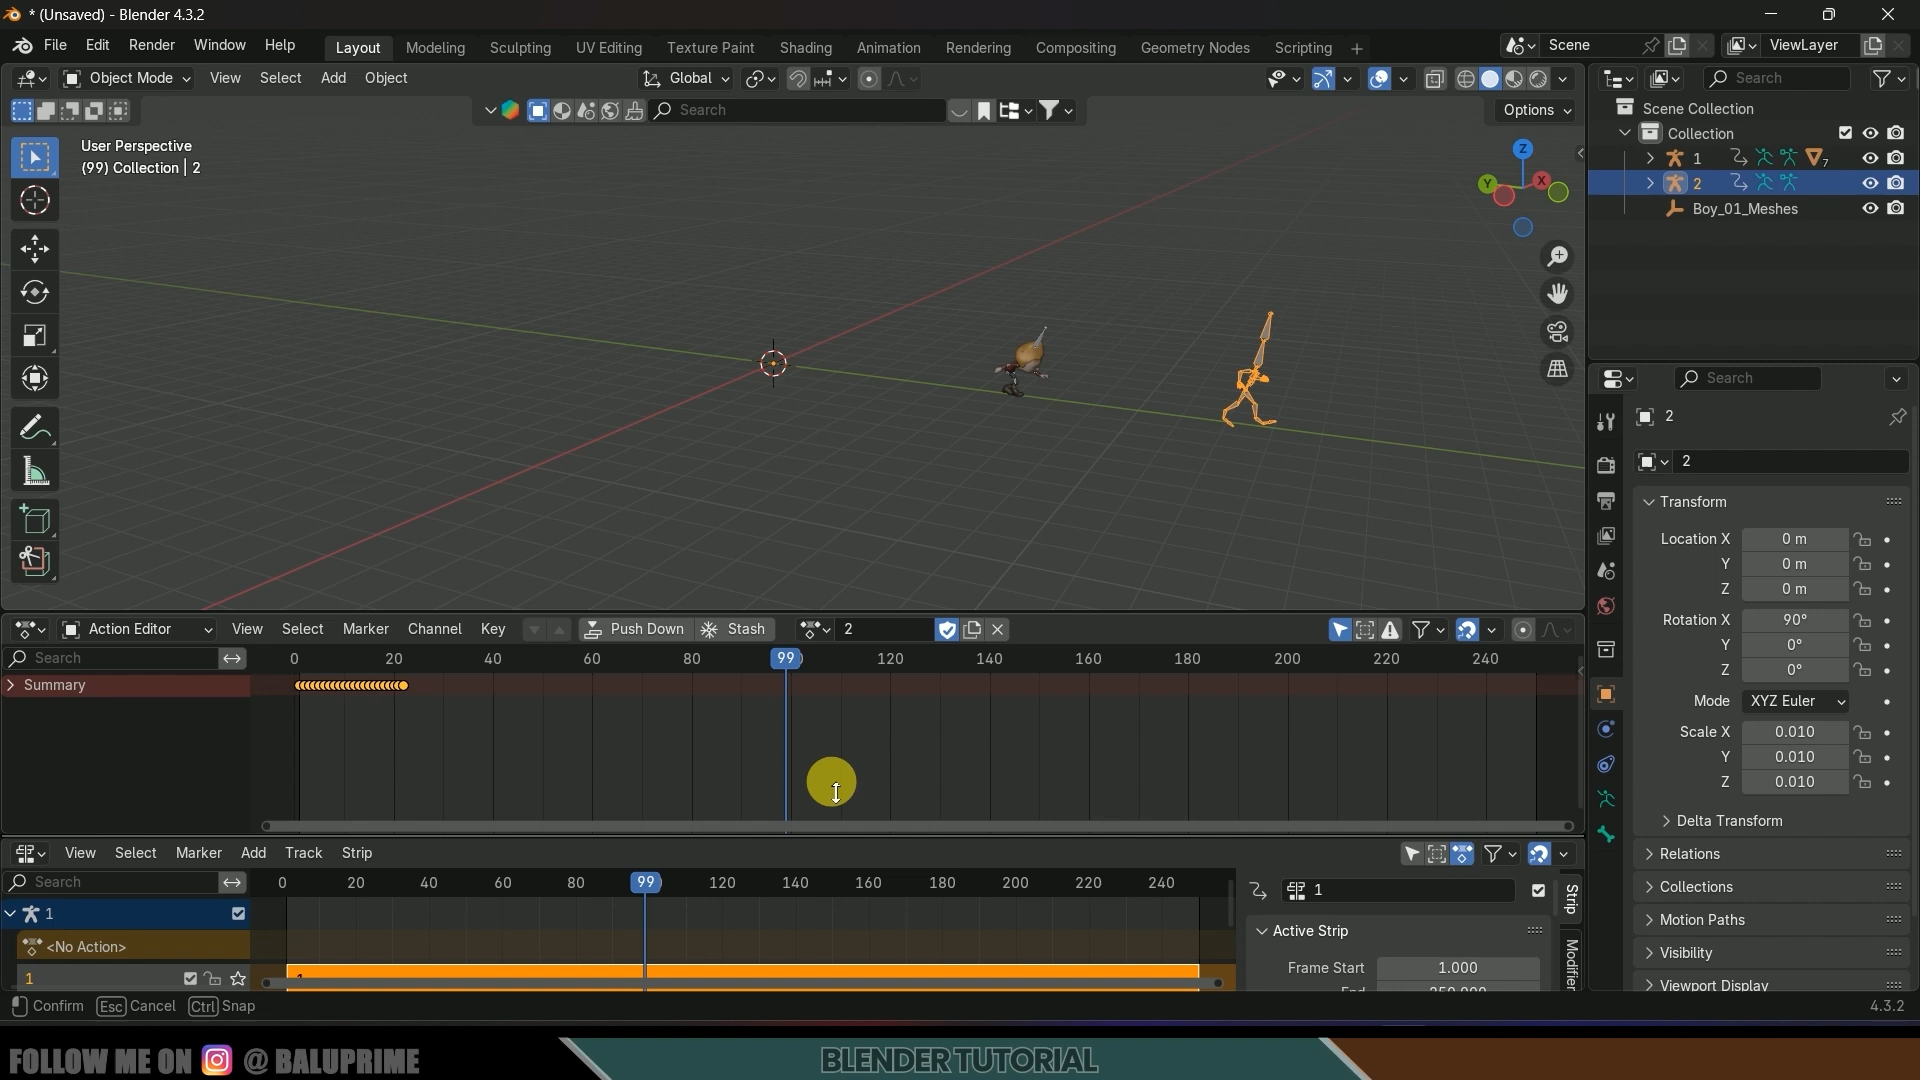 * (Unsaved) - Blender 4.3.2
File Edit Render Window Help Layout Modeling Sculpting UV Editing Texture Paint Shading Animation Rendering Compositing Geometry Nodes Scripting + Scene ViewLayer
Object Mode View Select Add Object Global Search
Search Options
User Perspective
(99) Collection | 2
Z
Y X
Scene Collection
Collection
1 7
2
Boy_01_Meshes
Search
2
2
Transform
Location X 0 m
Y 0 m
Z 0 m
Rotation X 90°
Y 0°
Z 0°
Mode XYZ Euler
Scale X 0.010
Y 0.010
Z 0.010
Delta Transform
Relations
Collections
Motion Paths
Visibility
Viewport Display
Action Editor View Select Marker Channel Key Push Down Stash 2
Search 0 20 40 60 80 99 120 140 160 180 200 220 240
Summary
View Select Marker Add Track Strip
Search 0 20 40 60 80 99 120 140 160 180 200 220 240
1
<No Action>
1
1
Active Strip
Frame Start 1.000
Strip
Modifier
Confirm Esc Cancel Ctrl Snap 4.3.2
FOLLOW ME ON @ BALUPRIME BLENDER TUTORIAL